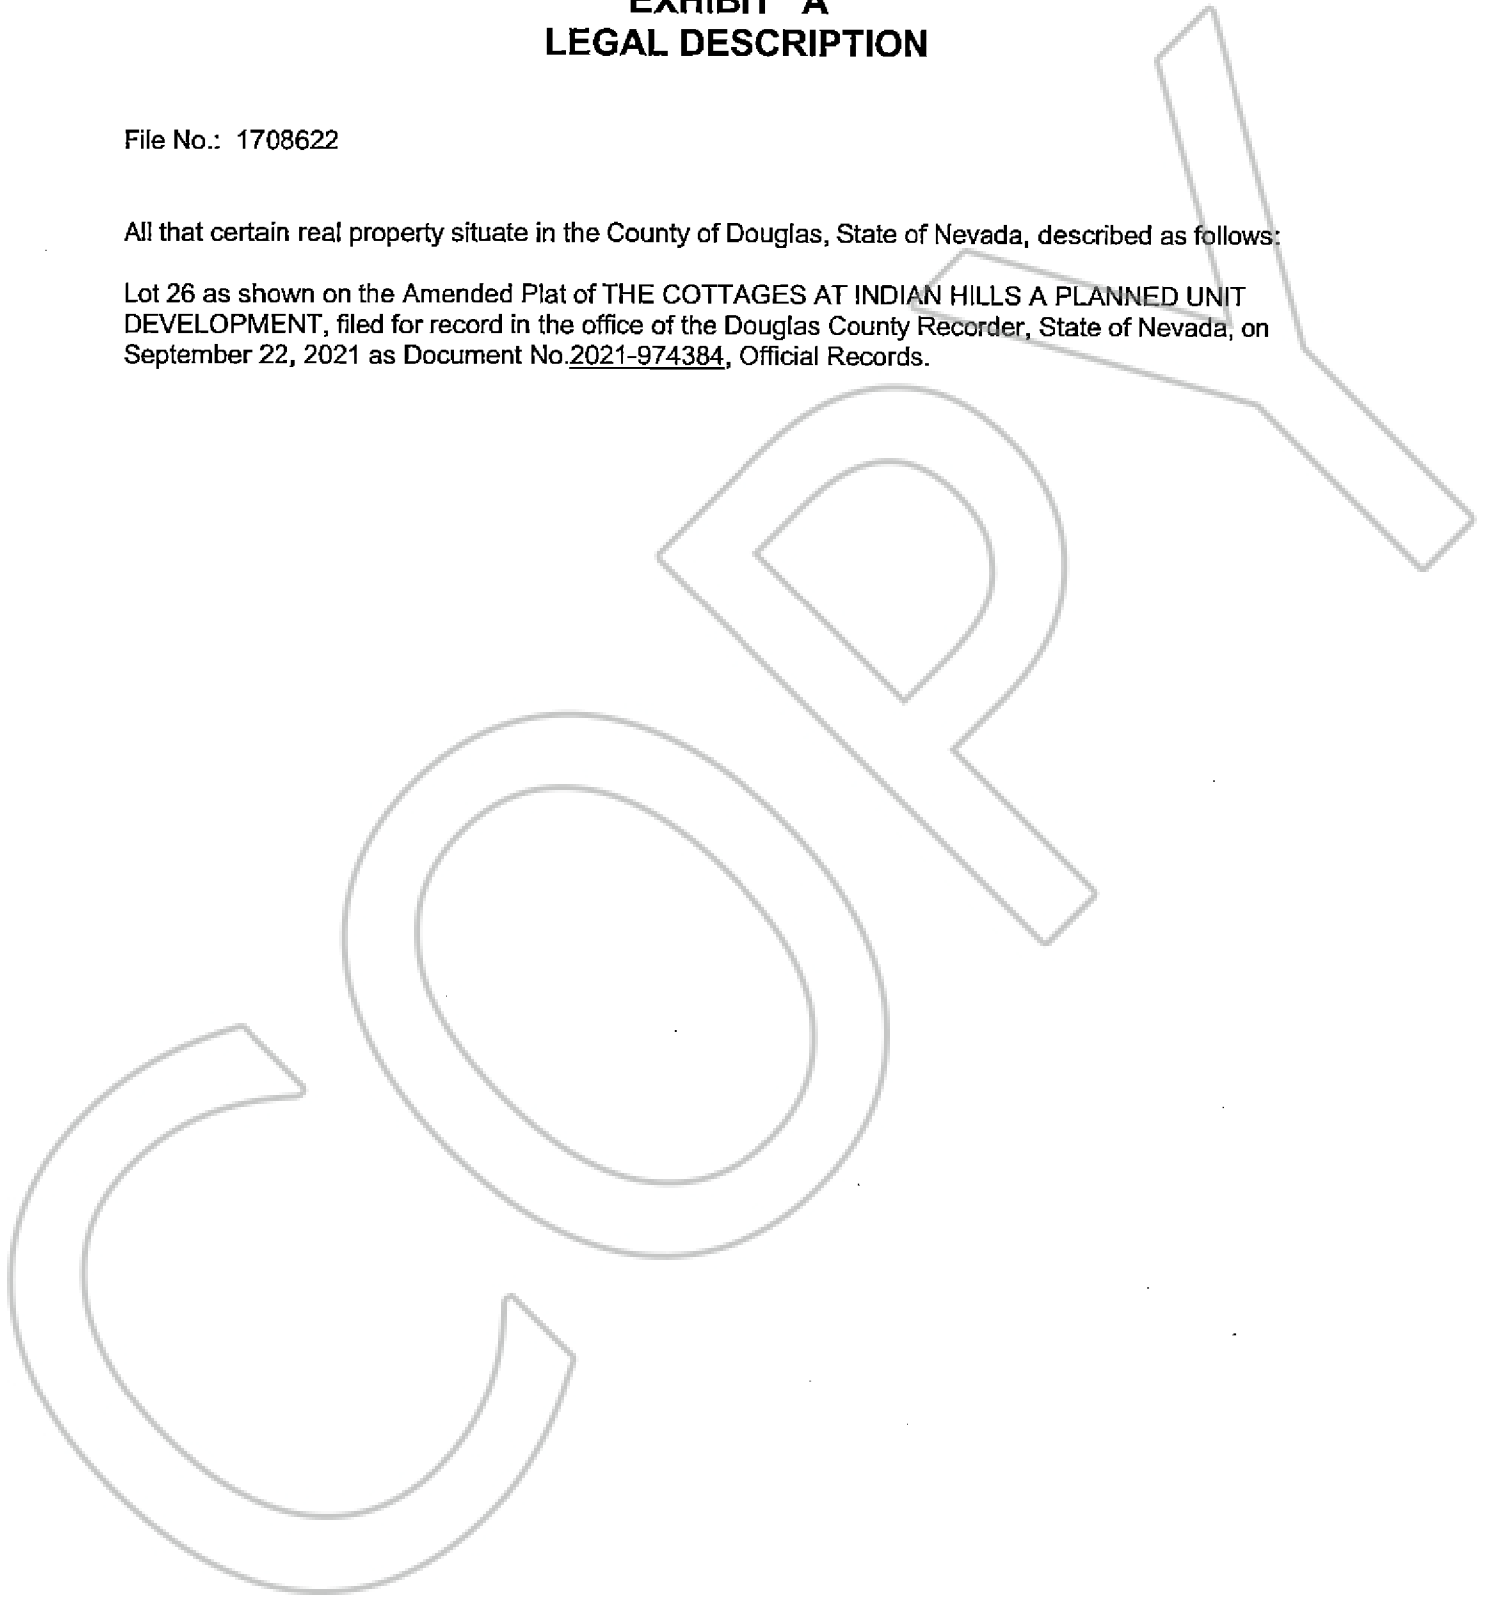 EXHIBIT A
LEGAL DESCRIPTION
File No.: 1708622
All that certain real property situate in the County of Douglas, State of Nevada, described as follows:
Lot 26 as shown on the Amended Plat of THE COTTAGES AT INDIAN HILLS A PLANNED UNIT
DEVELOPMENT, filed for record in the office of the Douglas County Recorder, State of Nevada, on
September 22, 2021 as Document No.2021-974384, Official Records.
COPY